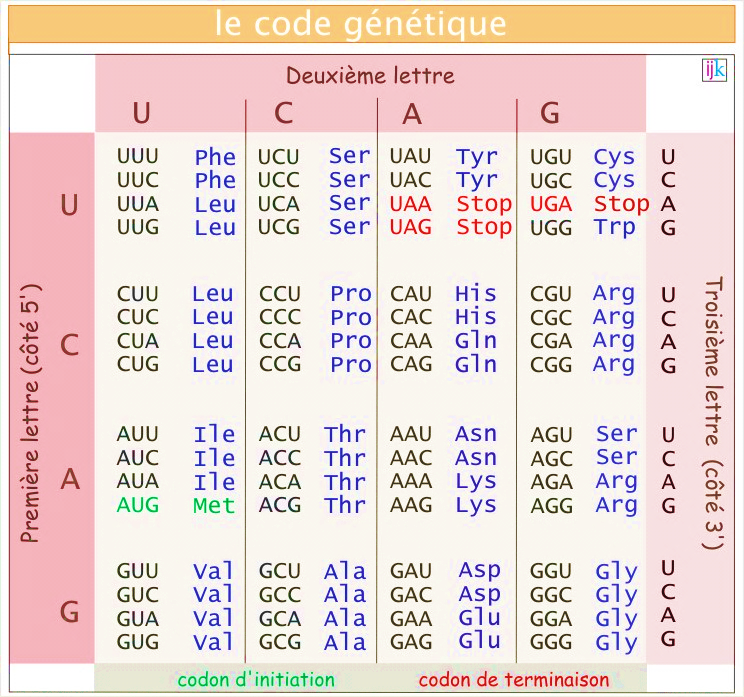 le code génétique
Deuxième lettre
ijk
U C A G
UUU Phe UCU Ser UAU Tyr UGU Cys U
UUC Phe UCC Ser UAC Tyr UGC Cys C
U UUA Leu UCA Ser UAA Stop UGA Stop A
UUG Leu UCG Ser UAG Stop UGG Trp G
CUU Leu CCU Pro CAU His CGU Arg U
CUC Leu CCC Pro CAC His CGC Arg C
C CUA Leu CCA Pro CAA Gln CGA Arg A
CUG Leu CCG Pro CAG Gln CGG Arg G
AUU Ile ACU Thr AAU Asn AGU Ser U
AUC Ile ACC Thr AAC Asn AGC Ser C
A AUA Ile ACA Thr AAA Lys AGA Arg A
AUG Met ACG Thr AAG Lys AGG Arg G
GUU Val GCU Ala GAU Asp GGU Gly U
GUC Val GCC Ala GAC Asp GGC Gly C
G GUA Val GCA Ala GAA Glu GGA Gly A
GUG Val GCG Ala GAG Glu GGG Gly G
Première lettre (côté 5')
Troisième lettre (côté 3')
codon d'initiation codon de terminaison